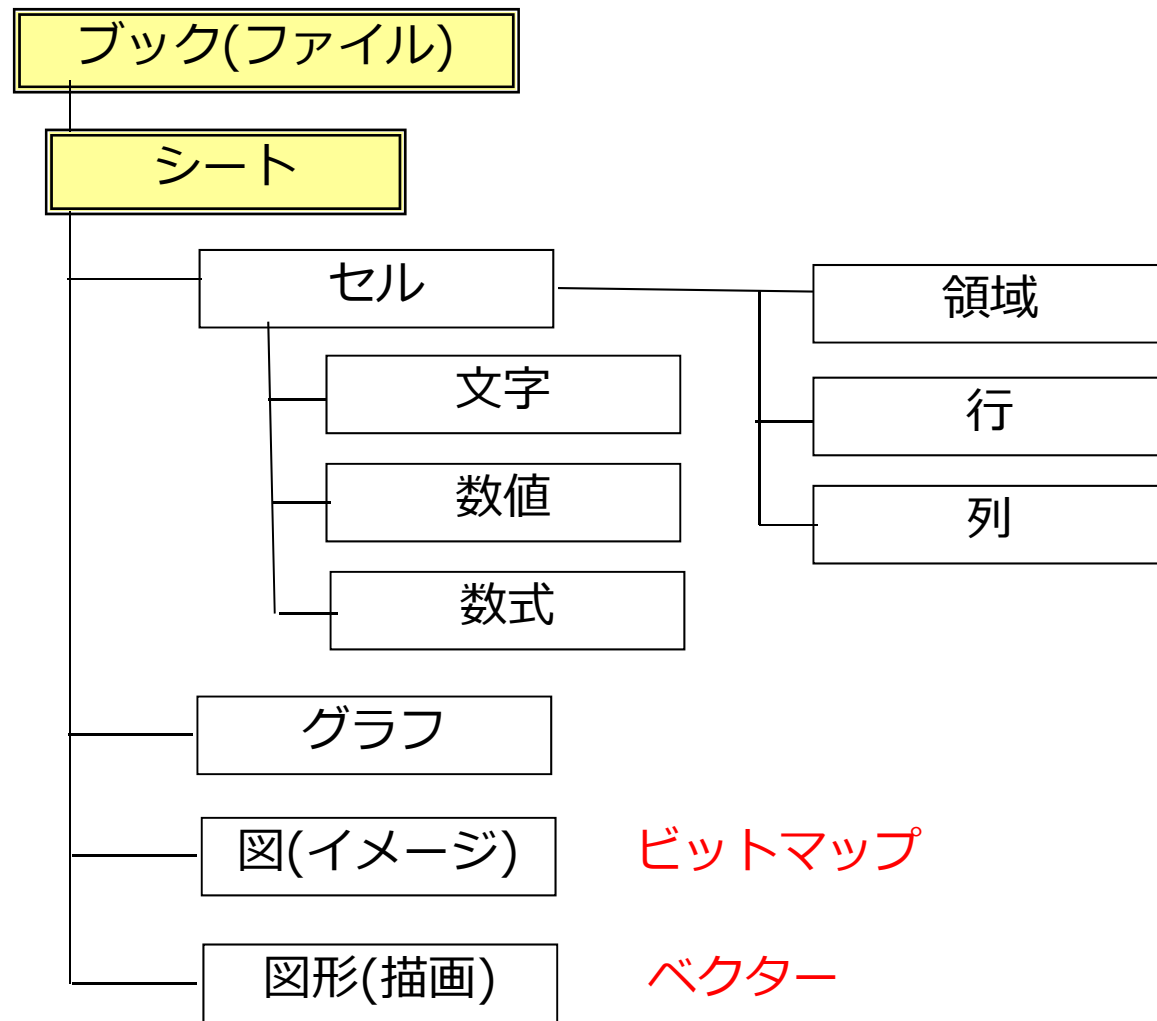 ブック(ファイル)
シート
セル
領域
文字
行
数値
列
数式
グラフ
図(イメージ)
ビットマップ
図形(描画)
ベクター